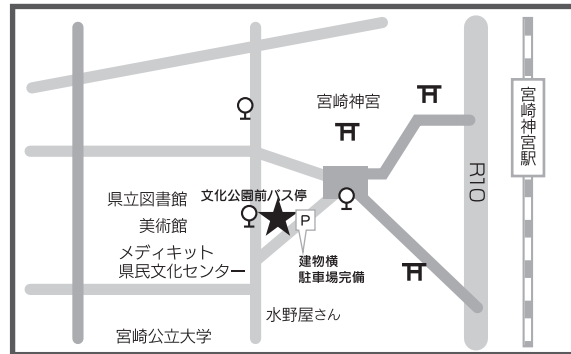 宮崎神宮
宮崎神宮駅
R10
県立図書館
文化公園前バス停
美術館
P
メディキット
県民文化センター
建物横
駐車場完備
水野屋さん
宮崎公立大学